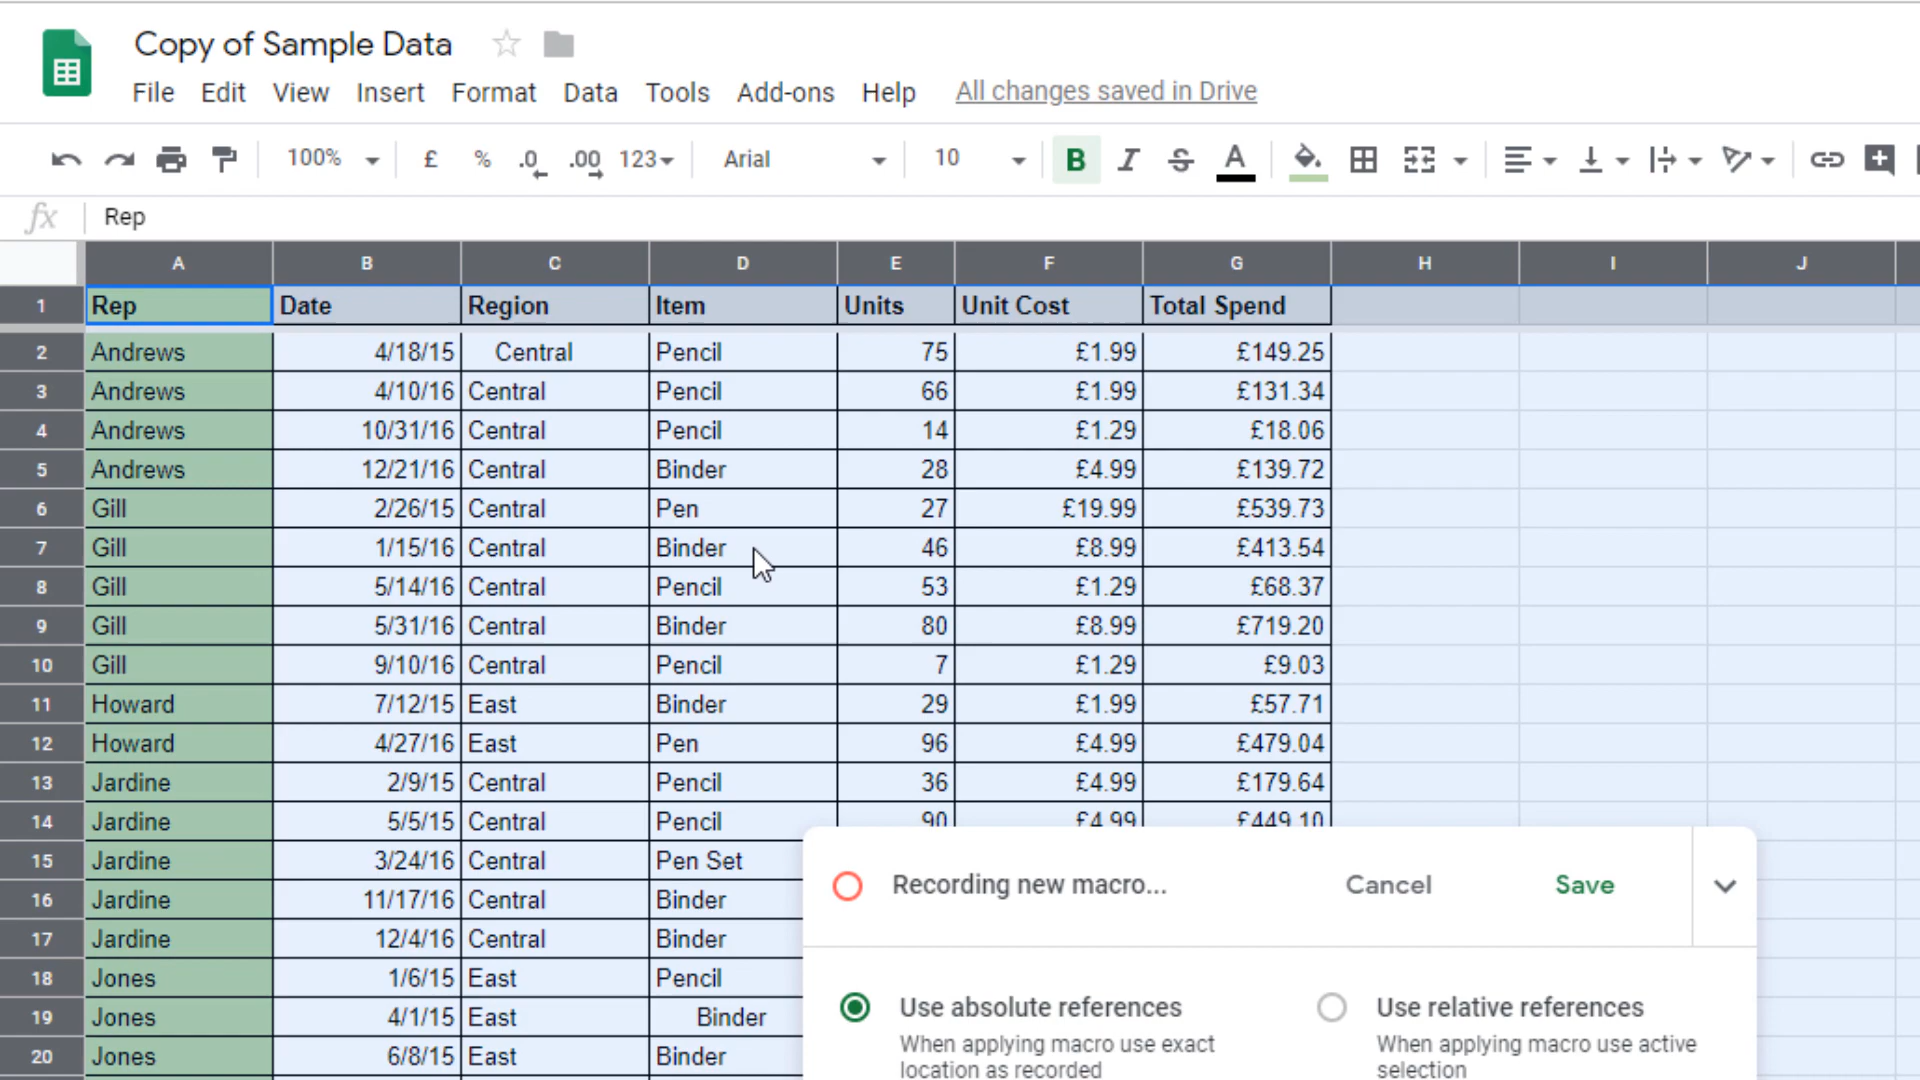 Copy of Sample Data
File Edit View Insert Format Data Tools Add-ons Help All changes saved in Drive
100% £ % .0 .00 123 Arial 10 B I S A
fx Rep
A B C D E F G H I J
1 Rep Date Region Item Units Unit Cost Total Spend
2 Andrews 4/18/15 Central Pencil 75 £1.99 £149.25
3 Andrews 4/10/16 Central Pencil 66 £1.99 £131.34
4 Andrews 10/31/16 Central Pencil 14 £1.29 £18.06
5 Andrews 12/21/16 Central Binder 28 £4.99 £139.72
6 Gill 2/26/15 Central Pen 27 £19.99 £539.73
7 Gill 1/15/16 Central Binder 46 £8.99 £413.54
8 Gill 5/14/16 Central Pencil 53 £1.29 £68.37
9 Gill 5/31/16 Central Binder 80 £8.99 £719.20
10 Gill 9/10/16 Central Pencil 7 £1.29 £9.03
11 Howard 7/12/15 East Binder 29 £1.99 £57.71
12 Howard 4/27/16 East Pen 96 £4.99 £479.04
13 Jardine 2/9/15 Central Pencil 36 £4.99 £179.64
14 Jardine 5/5/15 Central Pencil 90 £4.99 £449.10
15 Jardine 3/24/16 Central Pen Set
16 Jardine 11/17/16 Central Binder
17 Jardine 12/4/16 Central Binder
18 Jones 1/6/15 East Pencil
19 Jones 4/1/15 East Binder
20 Jones 6/8/15 East Binder
Recording new macro... Cancel Save
Use absolute references
When applying macro use exact
location as recorded
Use relative references
When applying macro use active
selection